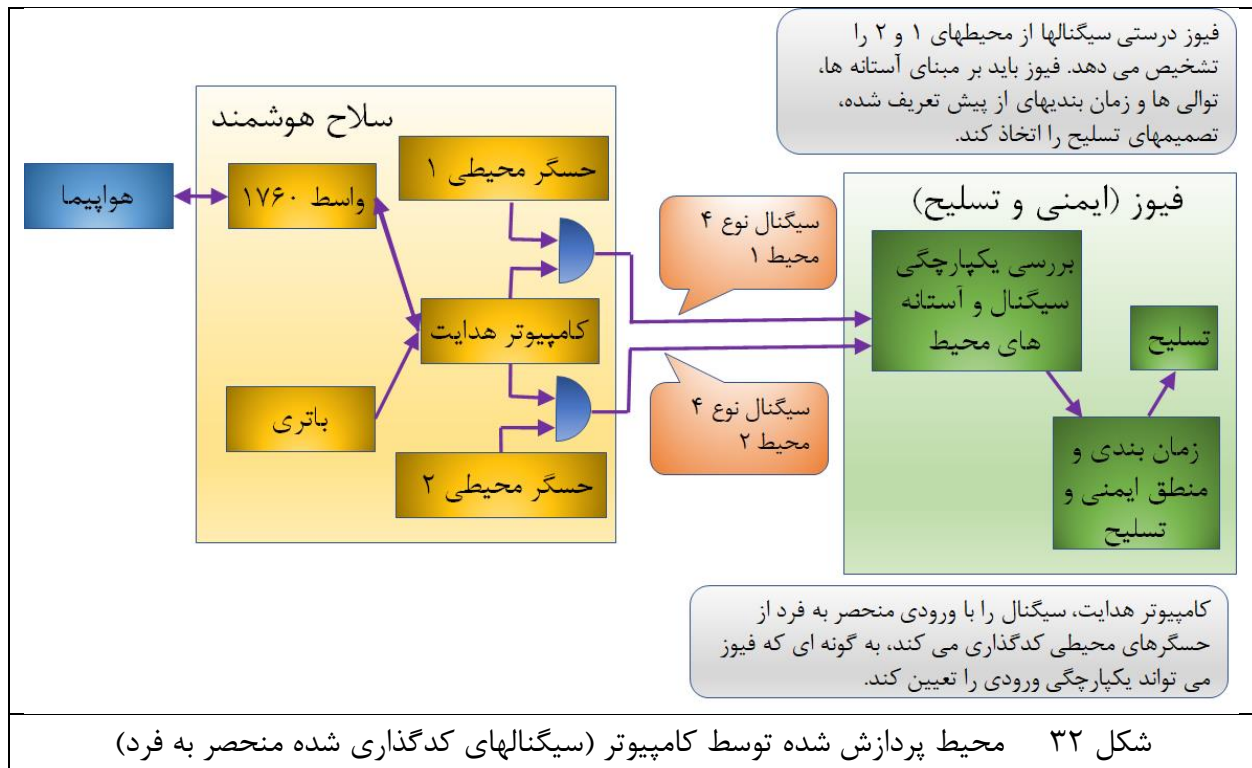 فیوز درستی سیگنالها از محیطهای ۱ و ۲ را
تشخیص می دهد. فیوز باید بر مبنای آستانه ها،
توالی ها و زمان بندیهای از پیش تعریف شده،
تصمیمهای تسلیح را اتخاذ کند.
سلاح هوشمند
هواپیما
واسط ۱۷۶۰
حسگر محیطی ۱
کامپیوتر هدایت
باتری
حسگر محیطی ۲
سیگنال نوع ۴
محیط ۱
سیگنال نوع ۴
محیط ۲
فیوز (ایمنی و تسلیح)
بررسی یکپارچگی
سیگنال و آستانه
های محیط
تسلیح
زمان بندی و
منطق ایمنی و
تسلیح
کامپیوتر هدایت، سیگنال را با ورودی منحصر به فرد از
حسگرهای محیطی کدگذاری می کند، به گونه ای که فیوز
می تواند یکپارچگی ورودی را تعیین کند.
شکل ۳۲ محیط پردازش شده توسط کامپیوتر (سیگنالهای کدگذاری شده منحصر به فرد)